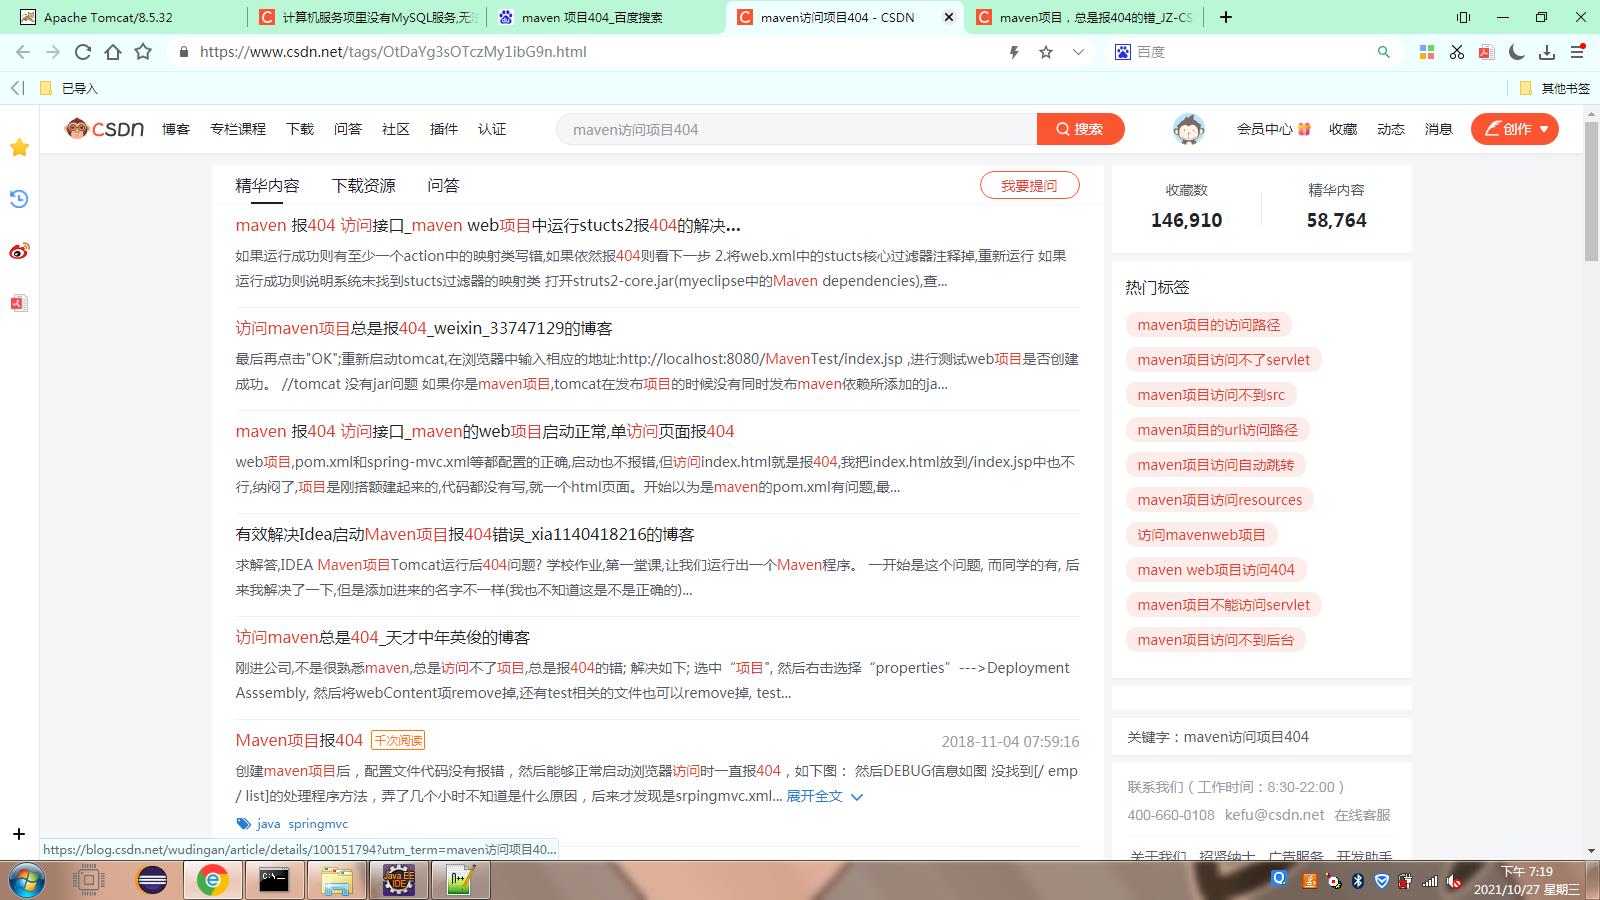 Apache Tomcat/8.5.32
计算机服务项里没有MySQL服务,无法
maven 项目404_百度搜索
maven访问项目404 - CSDN
maven项目，总是报404的错_JZ-CS
https://www.csdn.net/tags/OtDaYg3sOTczMy1ibG9n.html
百度
已导入
其他书签
CSDN 博客 专栏课程 下载 问答 社区 插件 认证
maven访问项目404
搜索
会员中心 收藏 动态 消息 创作
精华内容 下载资源 问答
我要提问
maven 报404 访问接口_maven web项目中运行stucts2报404的解决...
如果运行成功则有至少一个action中的映射类写错,如果依然报404则看下一步 2.将web.xml中的stucts核心过滤器注释掉,重新运行 如果
运行成功则说明系统未找到stucts过滤器的映射类 打开struts2-core.jar(myeclipse中的Maven dependencies),查...
访问maven项目总是报404_weixin_33747129的博客
最后再点击"OK";重新启动tomcat,在浏览器中输入相应的地址:http://localhost:8080/MavenTest/index.jsp ,进行测试web项目是否创建
成功。 //tomcat 没有jar问题 如果你是maven项目,tomcat在发布项目的时候没有同时发布maven依赖所添加的ja...
maven 报404 访问接口_maven的web项目启动正常,单访问页面报404
web项目,pom.xml和spring-mvc.xml等都配置的正确,启动也不报错,但访问index.html就是报404,我把index.html放到/index.jsp中也不
行,纳闷了,项目是刚搭额建起来的,代码都没有写,就一个html页面。开始以为是maven的pom.xml有问题,最...
有效解决Idea启动Maven项目报404错误_xia1140418216的博客
求解答,IDEA Maven项目Tomcat运行后404问题? 学校作业,第一堂课,让我们运行出一个Maven程序。 一开始是这个问题, 而同学的有, 后
来我解决了一下,但是添加进来的名字不一样(我也不知道这是不是正确的)...
访问maven总是404_天才中年英俊的博客
刚进公司,不是很熟悉maven,总是访问不了项目,总是报404的错; 解决如下; 选中“项目", 然后右击选择“properties”--->Deployment
Asssembly, 然后将webContent项remove掉,还有test相关的文件也可以remove掉, test...
Maven项目报404 千次阅读
2018-11-04 07:59:16
创建maven项目后，配置文件代码没有报错，然后能够正常启动浏览器访问时一直报404，如下图： 然后DEBUG信息如图 没找到[/ emp
/ list]的处理程序方法，弄了几个小时不知道是什么原因，后来才发现是srpingmvc.xml... 展开全文
java springmvc
收藏数 精华内容
146,910 58,764
热门标签
maven项目的访问路径
maven项目访问不了servlet
maven项目访问不到src
maven项目的url访问路径
maven项目访问自动跳转
maven项目访问resources
访问mavenweb项目
maven web项目访问404
maven项目不能访问servlet
maven项目访问不到后台
关键字：maven访问项目404
联系我们（工作时间：8:30-22:00）
400-660-0108 kefu@csdn.net 在线客服
关于我们 招贤纳士 广告服务 开发助手
https://blog.csdn.net/wudingan/article/details/100151794?utm_term=maven访问项目40...
Java EE
IDE
下午 7:19
2021/10/27 星期三